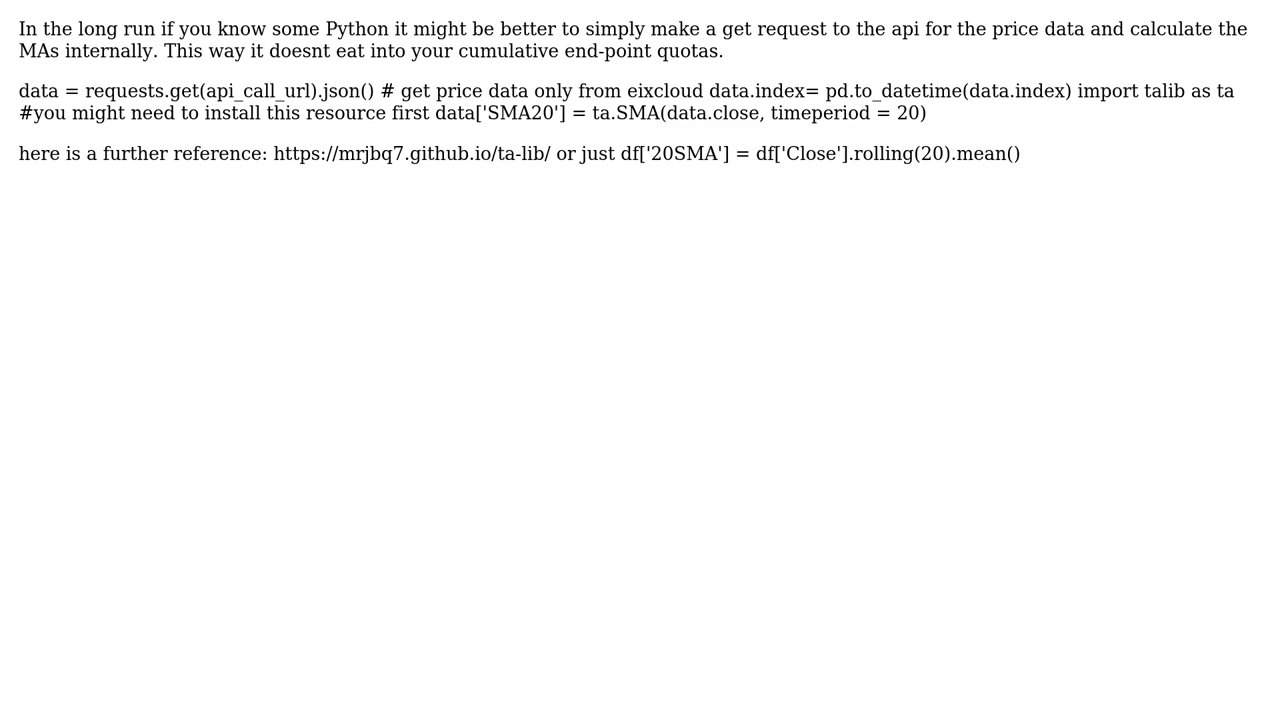 In the long run if you know some Python it might be better to simply make a get request to the api for the price data and calculate the
MAs internally. This way it doesnt eat into your cumulative end-point quotas.
data = requests.get(api_call_url).json() # get price data only from eixcloud data.index= pd.to_datetime(data.index) import talib as ta
#you might need to install this resource first data['SMA20'] = ta.SMA(data.close, timeperiod = 20)
here is a further reference: https://mrjbq7.github.io/ta-lib/ or just df['20SMA'] = df['Close'].rolling(20).mean()